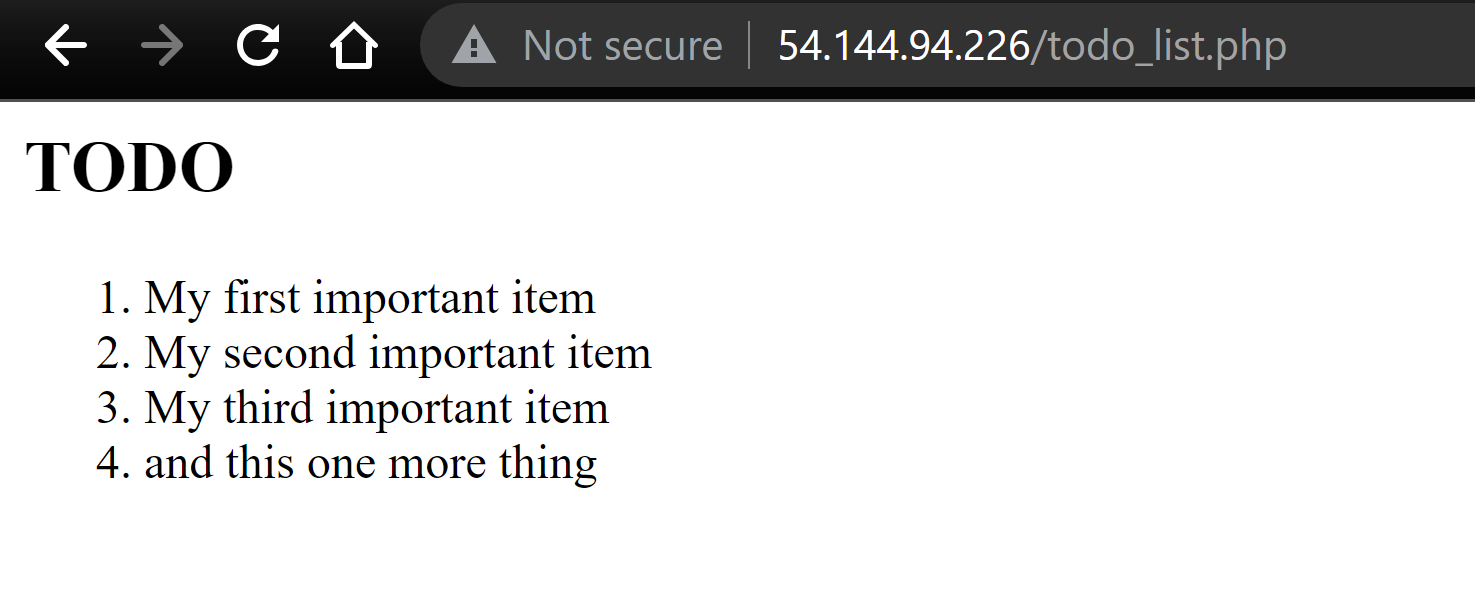 Not secure 54.144.94.226/todo_list.php
TODO
1. My first important item
2. My second important item
3. My third important item
4. and this one more thing